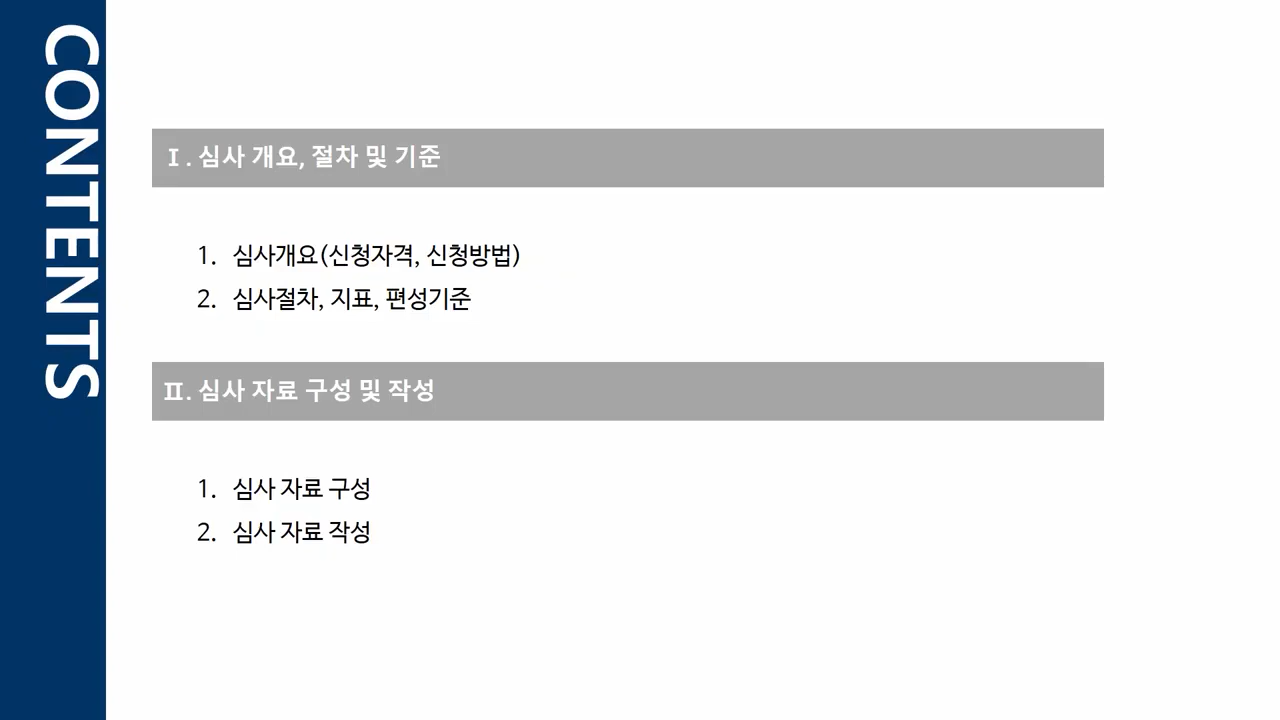 CONTENTS
Ⅰ. 심사 개요, 절차 및 기준
1. 심사개요(신청자격, 신청방법)
2. 심사절차, 지표, 편성기준
Ⅱ. 심사 자료 구성 및 작성
1. 심사 자료 구성
2. 심사 자료 작성